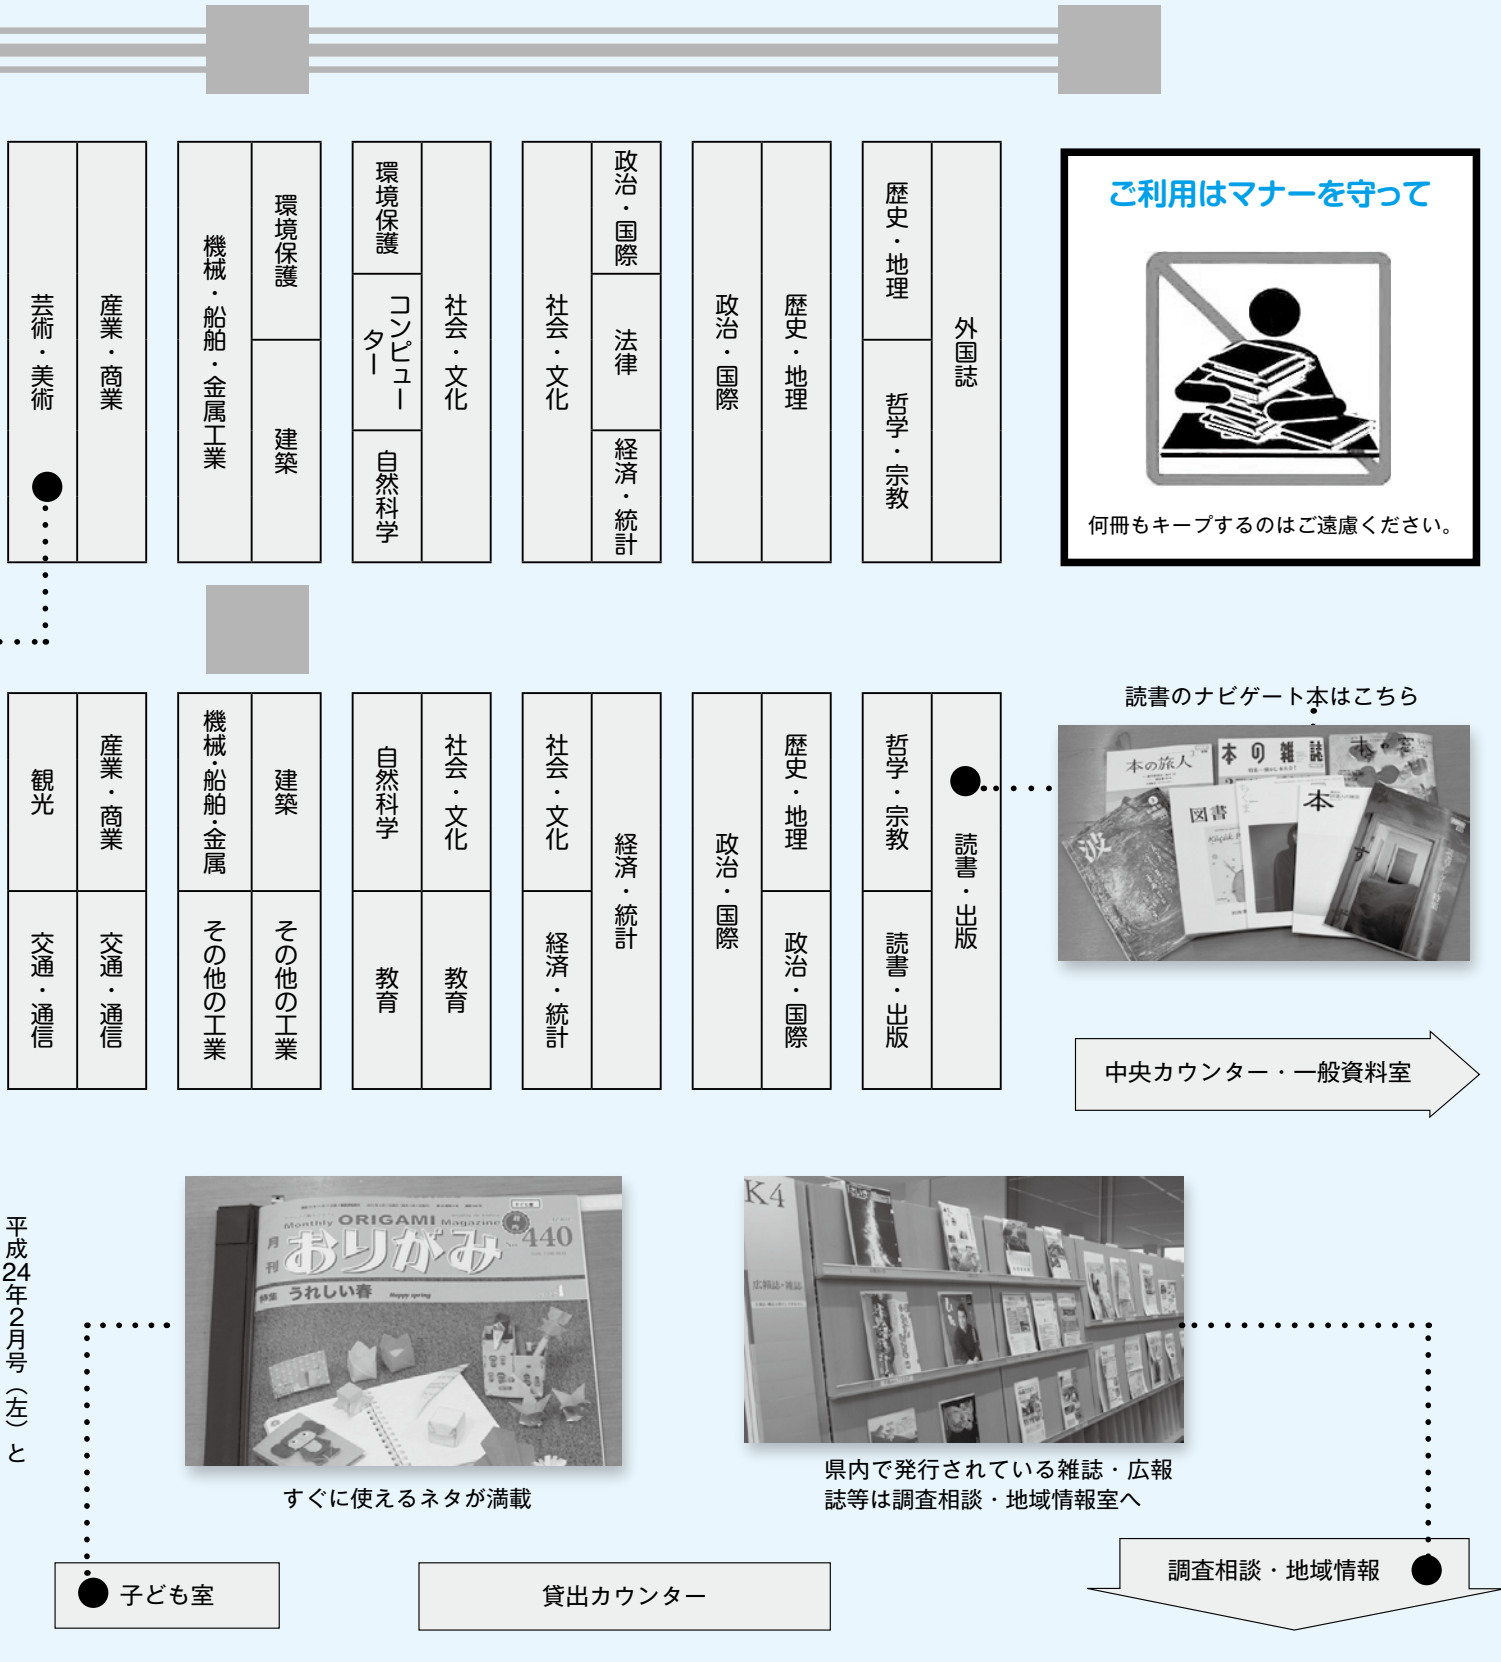 ご利用はマナーを守って
何冊もキープするのはご遠慮ください。
外国誌
歴史・地理
哲学・宗教
歴史・地理
政治・国際
政治・国際
法律
経済・統計
社会・文化
社会・文化
環境保護
コンピュー
ター
自然科学
環境保護
建築
機械・船舶・金属工業
産業・商業
芸術・美術
読書のナビゲート本はこちら
本の旅人
本の雑誌
波
図書
本
す
読書・出版
哲学・宗教
読書・出版
歴史・地理
政治・国際
政治・国際
経済・統計
社会・文化
経済・統計
社会・文化
教育
自然科学
教育
建築
その他の工業
機械・船舶・金属
その他の工業
産業・商業
交通・通信
観光
交通・通信
中央カウンター・一般資料室
K4
広報誌・雑誌
県内で発行されている雑誌・広報
誌等は調査相談・地域情報室へ
Monthly ORIGAMI Magazine
月刊
おりがみ
440
特集 うれしい春
Happy spring
すぐに使えるネタが満載
平成24年2月号（左）と
子ども室
貸出カウンター
調査相談・地域情報